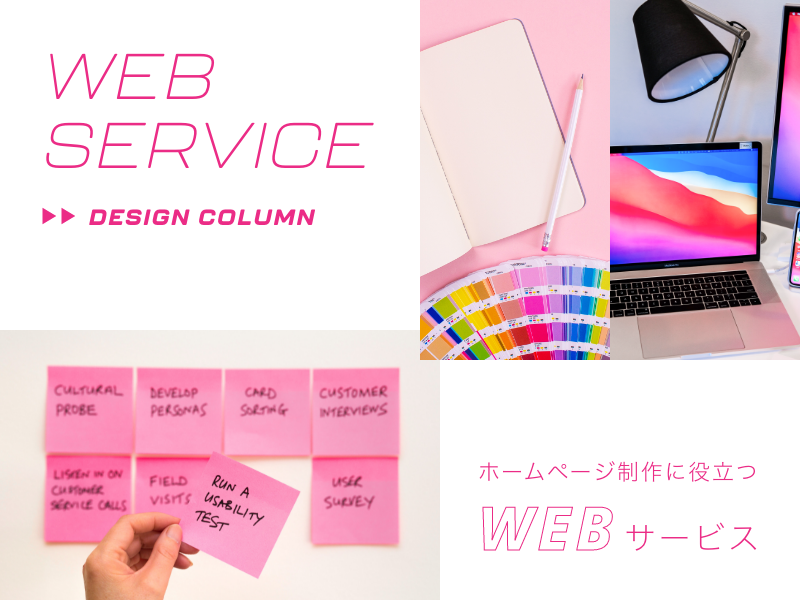 WEB
SERVICE
DESIGN COLUMN
CULTURAL
PROBE
DEVELOP
PERSONAS
CARD
SORTING
CUSTOMER
INTERVIEWS
LISTEN IN ON
CUSTOMER
SERVICE CALLS
FIELD
VISITS
RUN A
USABILITY
TEST
USER
SURVEY
ホームページ制作に役立つ
WEB サービス